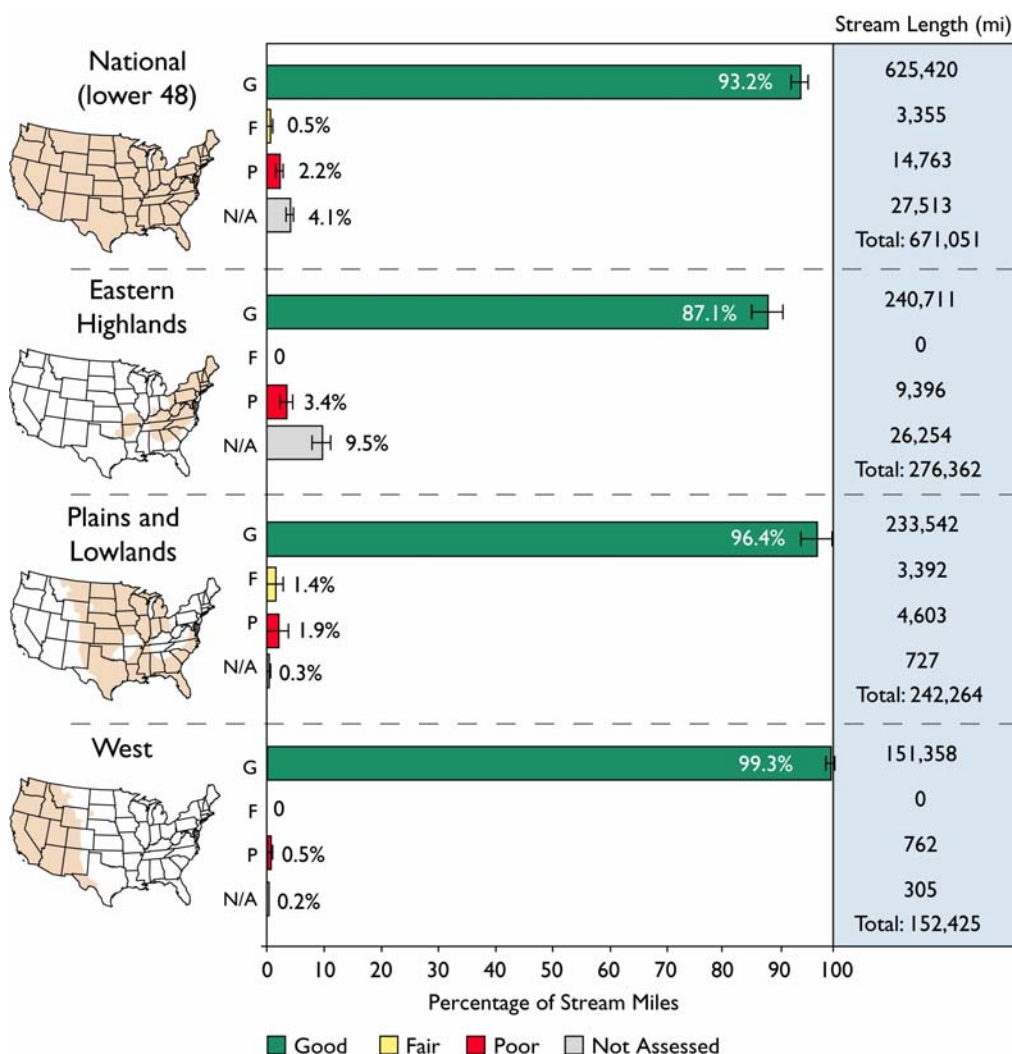 Stream Length (mi)
National
(lower 48)
G 93.2% 625,420
F 0.5% 3,355
P 2.2% 14,763
N/A 4.1% 27,513
Total: 671,051
Eastern
Highlands
G 87.1% 240,711
F 0 0
P 3.4% 9,396
N/A 9.5% 26,254
Total: 276,362
Plains and
Lowlands
G 96.4% 233,542
F 1.4% 3,392
P 1.9% 4,603
N/A 0.3% 727
Total: 242,264
West
G 99.3% 151,358
F 0 0
P 0.5% 762
N/A 0.2% 305
Total: 152,425
0 10 20 30 40 50 60 70 80 90 100
Percentage of Stream Miles
Good Fair Poor Not Assessed